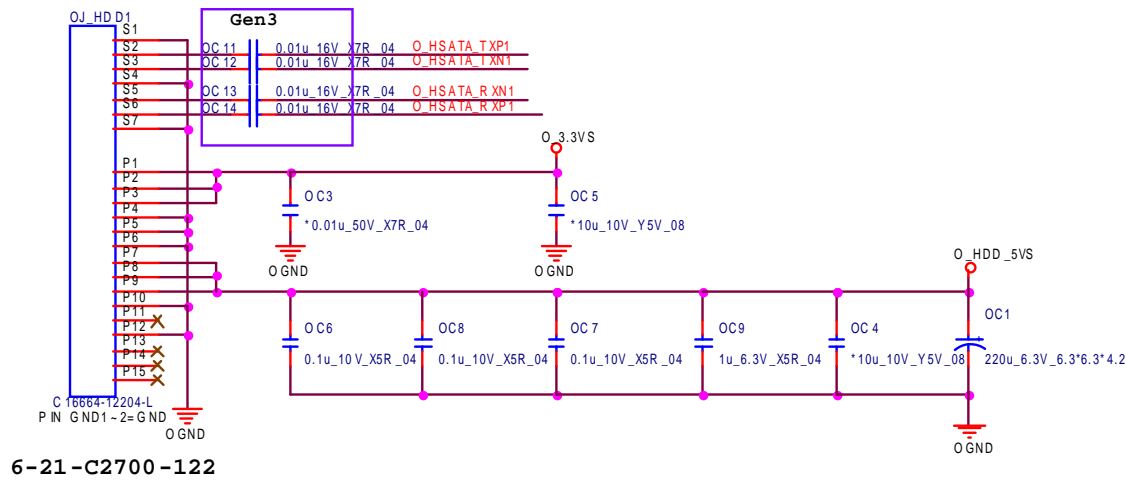 OJ_HDD1
Gen3
S1
S2
S3
S4
S5
S6
S7
OC11 0.01u_16V_X7R_04 O_HSATA_TXP1
OC12 0.01u_16V_X7R_04 O_HSATA_TXN1
OC13 0.01u_16V_X7R_04 O_HSATA_RXN1
OC14 0.01u_16V_X7R_04 O_HSATA_RXP1
O_3.3VS
P1
P2
P3
P4
P5
P6
P7
P8
P9
P10
P11
P12
P13
P14
P15
OC3
*0.01u_50V_X7R_04
OGND
OC5
*10u_10V_Y5V_08
OGND
O_HDD_5VS
OC6
0.1u_10V_X5R_04
OC8
0.1u_10V_X5R_04
OC7
0.1u_10V_X5R_04
OC9
1u_6.3V_X5R_04
OC4
*10u_10V_Y5V_08
OC1
+
220u_6.3V_6.3*6.3*4.2
C16664-12204-L
PIN GND1~2=GND
OGND
OGND
6-21-C2700-122